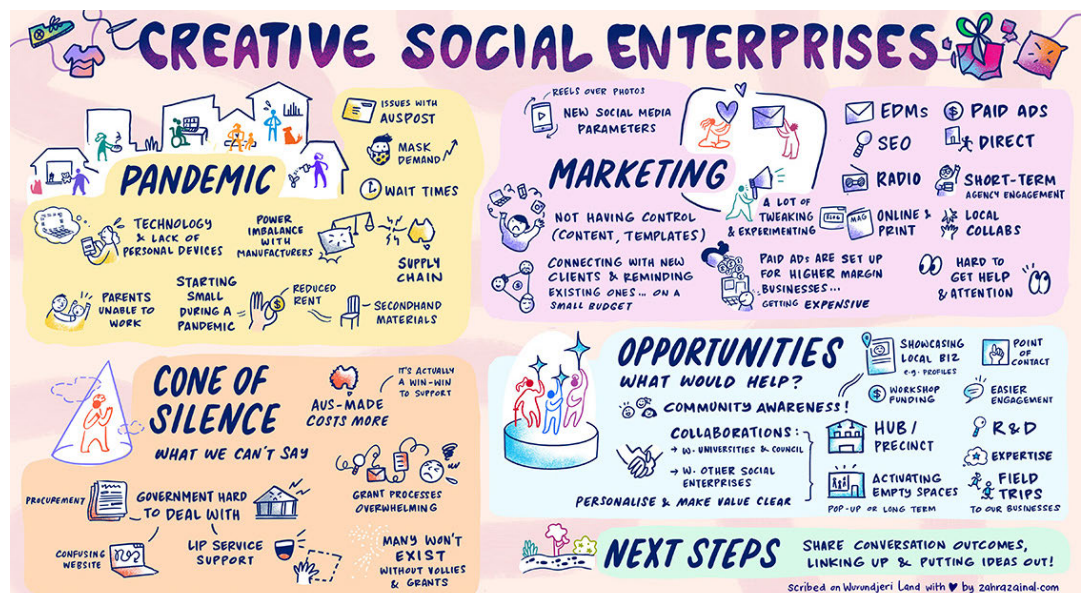 CREATIVE SOCIAL ENTERPRISES
PANDEMIC
ISSUES WITH
AUSPOST
MASK
DEMAND
WAIT TIMES
TECHNOLOGY
& LACK OF
PERSONAL DEVICES
POWER
IMBALANCE
WITH
MANUFACTURERS
SUPPLY
CHAIN
PARENTS
UNABLE TO
WORK
STARTING
SMALL
DURING A
PANDEMIC
REDUCED
RENT
SECONDHAND
MATERIALS
MARKETING
REELS OVER PHOTOS
NEW SOCIAL MEDIA
PARAMETERS
NOT HAVING CONTROL
(CONTENT, TEMPLATES)
CONNECTING WITH NEW
CLIENTS & REMINDING
EXISTING ONES... ON A
SMALL BUDGET
A LOT OF
TWEAKING
& EXPERIMENTING
PAID ADS ARE SET UP
FOR HIGHER MARGIN
BUSINESSES...
GETTING EXPENSIVE
EDMs
PAID ADS
SEO
DIRECT
RADIO
SHORT-TERM
AGENCY ENGAGEMENT
BLOG
MAG
ONLINE &
PRINT
LOCAL
COLLABS
HARD TO
GET HELP
& ATTENTION
CONE OF
SILENCE
WHAT WE CAN'T SAY
IT'S ACTUALLY
A WIN-WIN
TO SUPPORT
AUS-MADE
COSTS MORE
PROCUREMENT
GOVERNMENT HARD
TO DEAL WITH
GRANT PROCESSES
OVERWHELMING
CONFUSING
WEBSITE
LIP SERVICE
SUPPORT
MANY WON'T
EXIST
WITHOUT VOLLIES
& GRANTS
OPPORTUNITIES
WHAT WOULD HELP?
COMMUNITY AWARENESS!
COLLABORATIONS:
→ W. UNIVERSITIES & COUNCIL
→ W. OTHER SOCIAL
ENTERPRISES
PERSONALISE & MAKE VALUE CLEAR
SHOWCASING
LOCAL BIZ
e.g. PROFILES
POINT
OF
CONTACT
WORKSHOP
FUNDING
EASIER
ENGAGEMENT
HUB/
PRECINCT
R&D
EXPERTISE
ACTIVATING
EMPTY SPACES
POP-UP OR LONG TERM
FIELD
TRIPS
TO OUR BUSINESSES
NEXT STEPS
SHARE CONVERSATION OUTCOMES,
LINKING UP & PUTTING IDEAS OUT!
Scribed on Wurundjeri Land with ♥ by zahrazainal.com